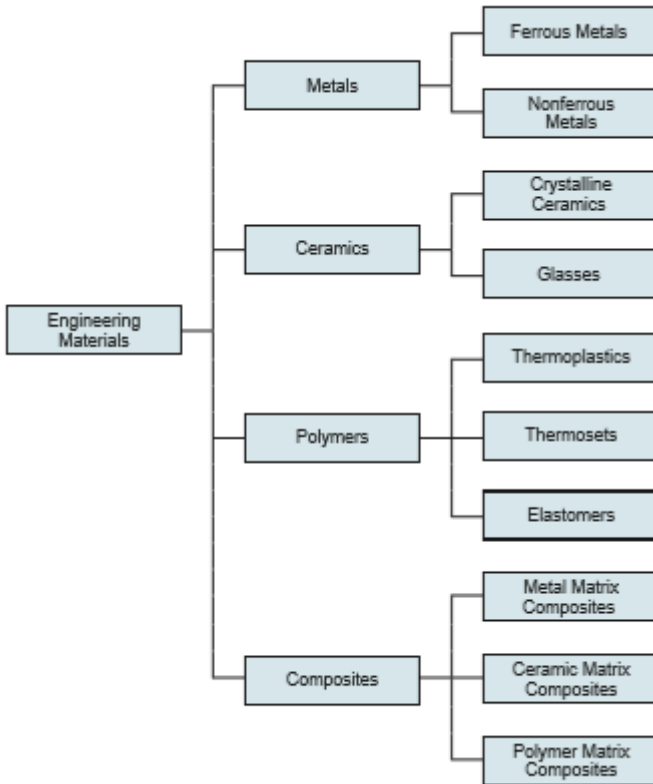 Ferrous Metals
Metals
Nonferrous
Metals
Crystalline
Ceramics
Ceramics
Glasses
Engineering
Materials
Thermoplastics
Polymers
Thermosets
Elastomers
Metal Matrix
Composites
Composites
Ceramic Matrix
Composites
Polymer Matrix
Composites